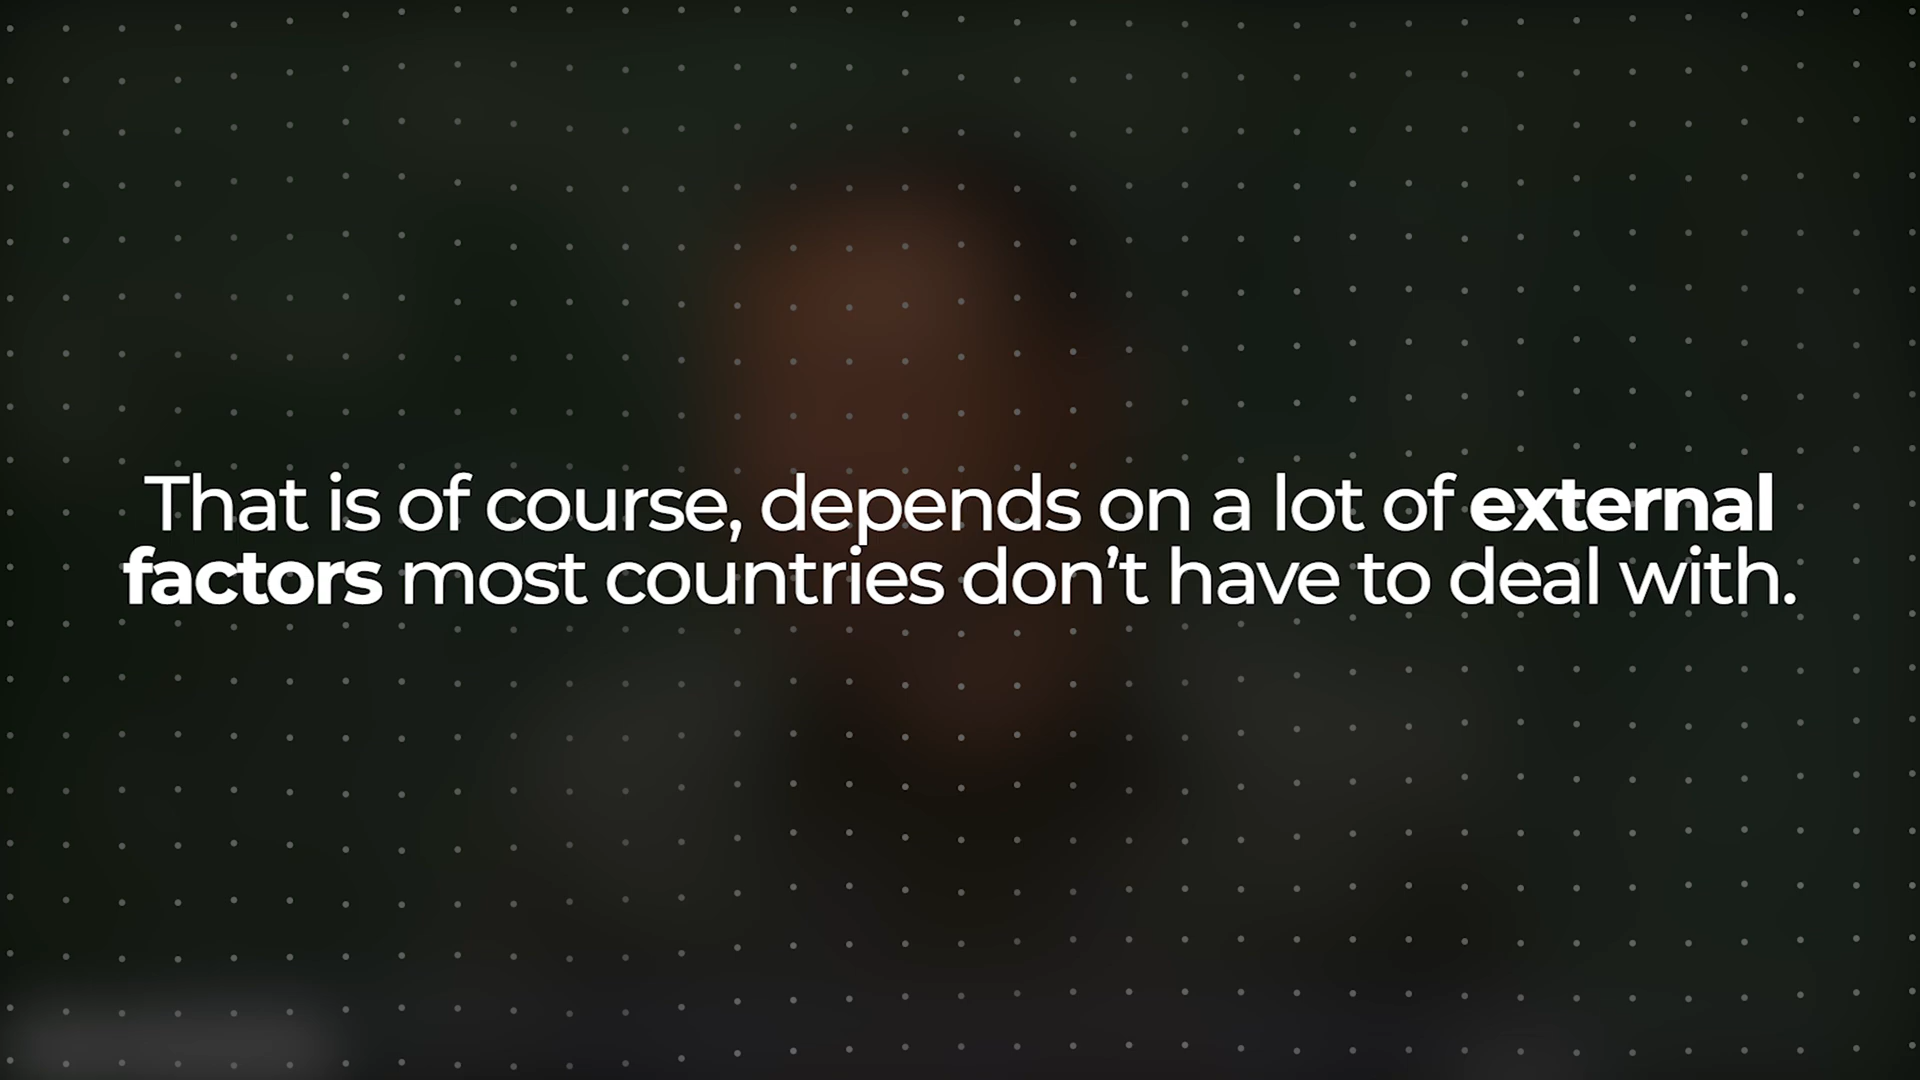 That is of course, depends on a lot of external
factors most countries don’t have to deal with.